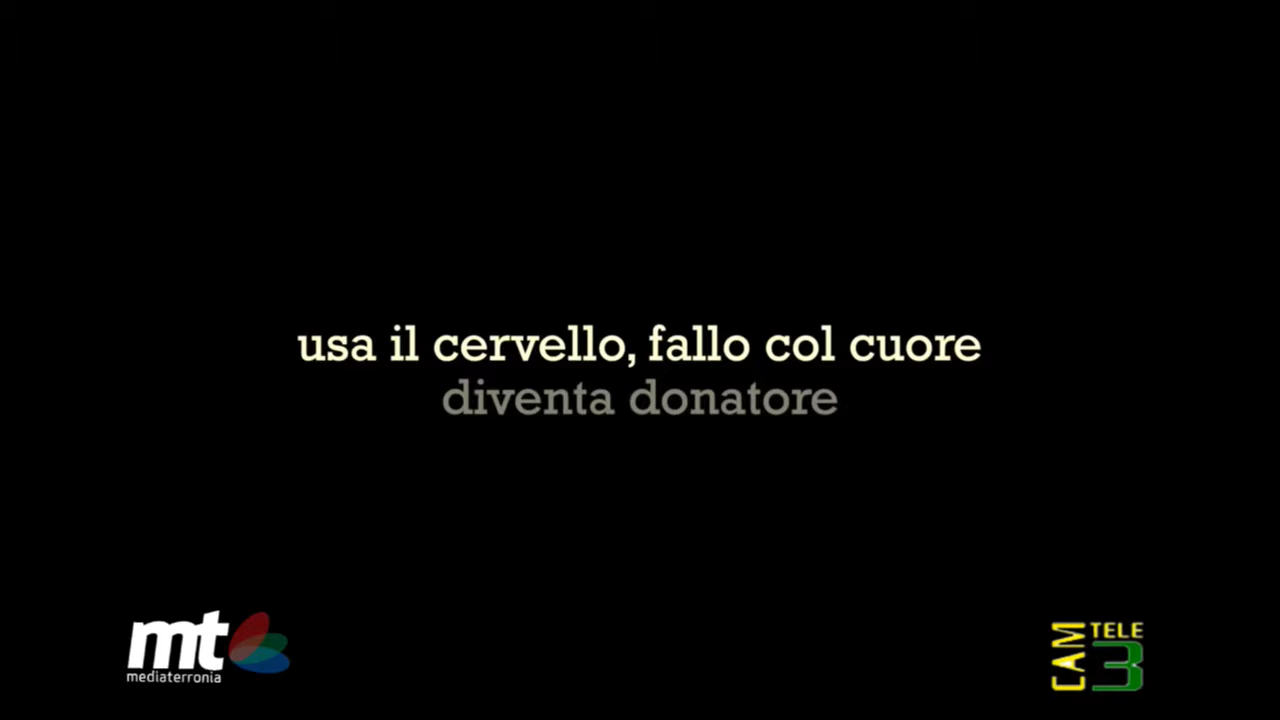 usa il cervello, fallo col cuore
diventa donatore
mt
mediaterronia
CAM
TELE
3